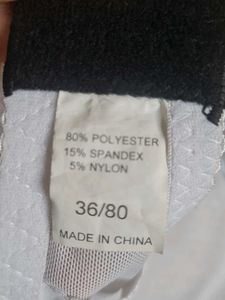 80% POLYESTER
15% SPANDEX
5% NYLON
36/80
MADE IN CHINA